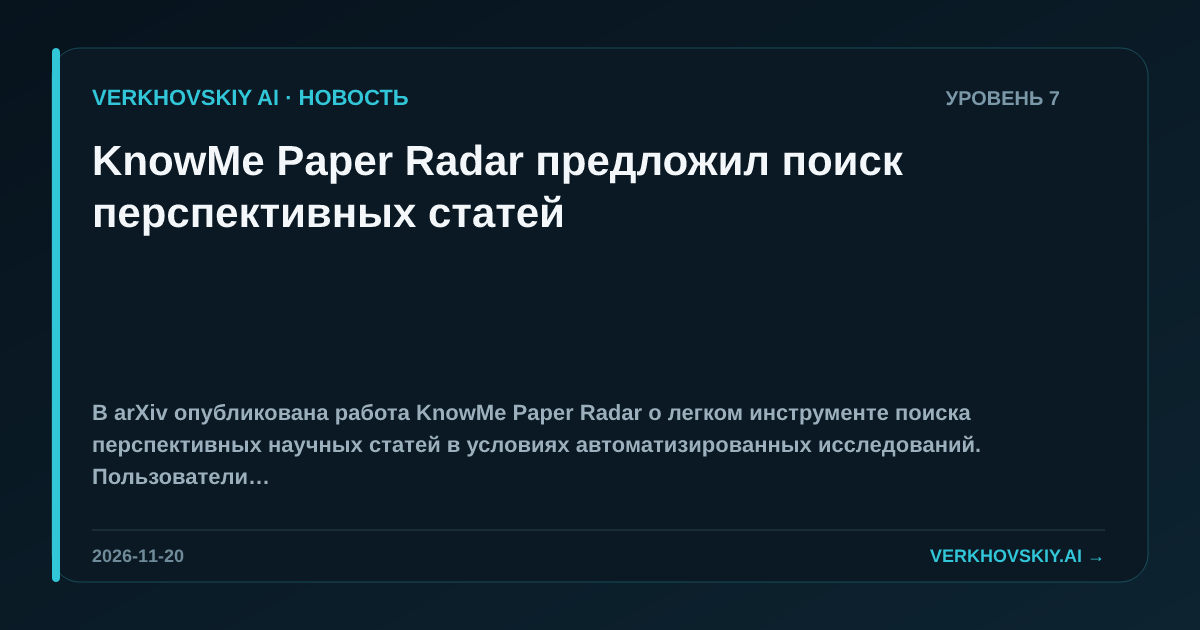 VERKHOVSKIY AI · НОВОСТЬ
УРОВЕНЬ 7
KnowMe Paper Radar предложил поиск
перспективных статей
В arXiv опубликована работа KnowMe Paper Radar о легком инструменте поиска
перспективных научных статей в условиях автоматизированных исследований.
Пользователи…
2026-11-20
VERKHOVSKIY.AI →